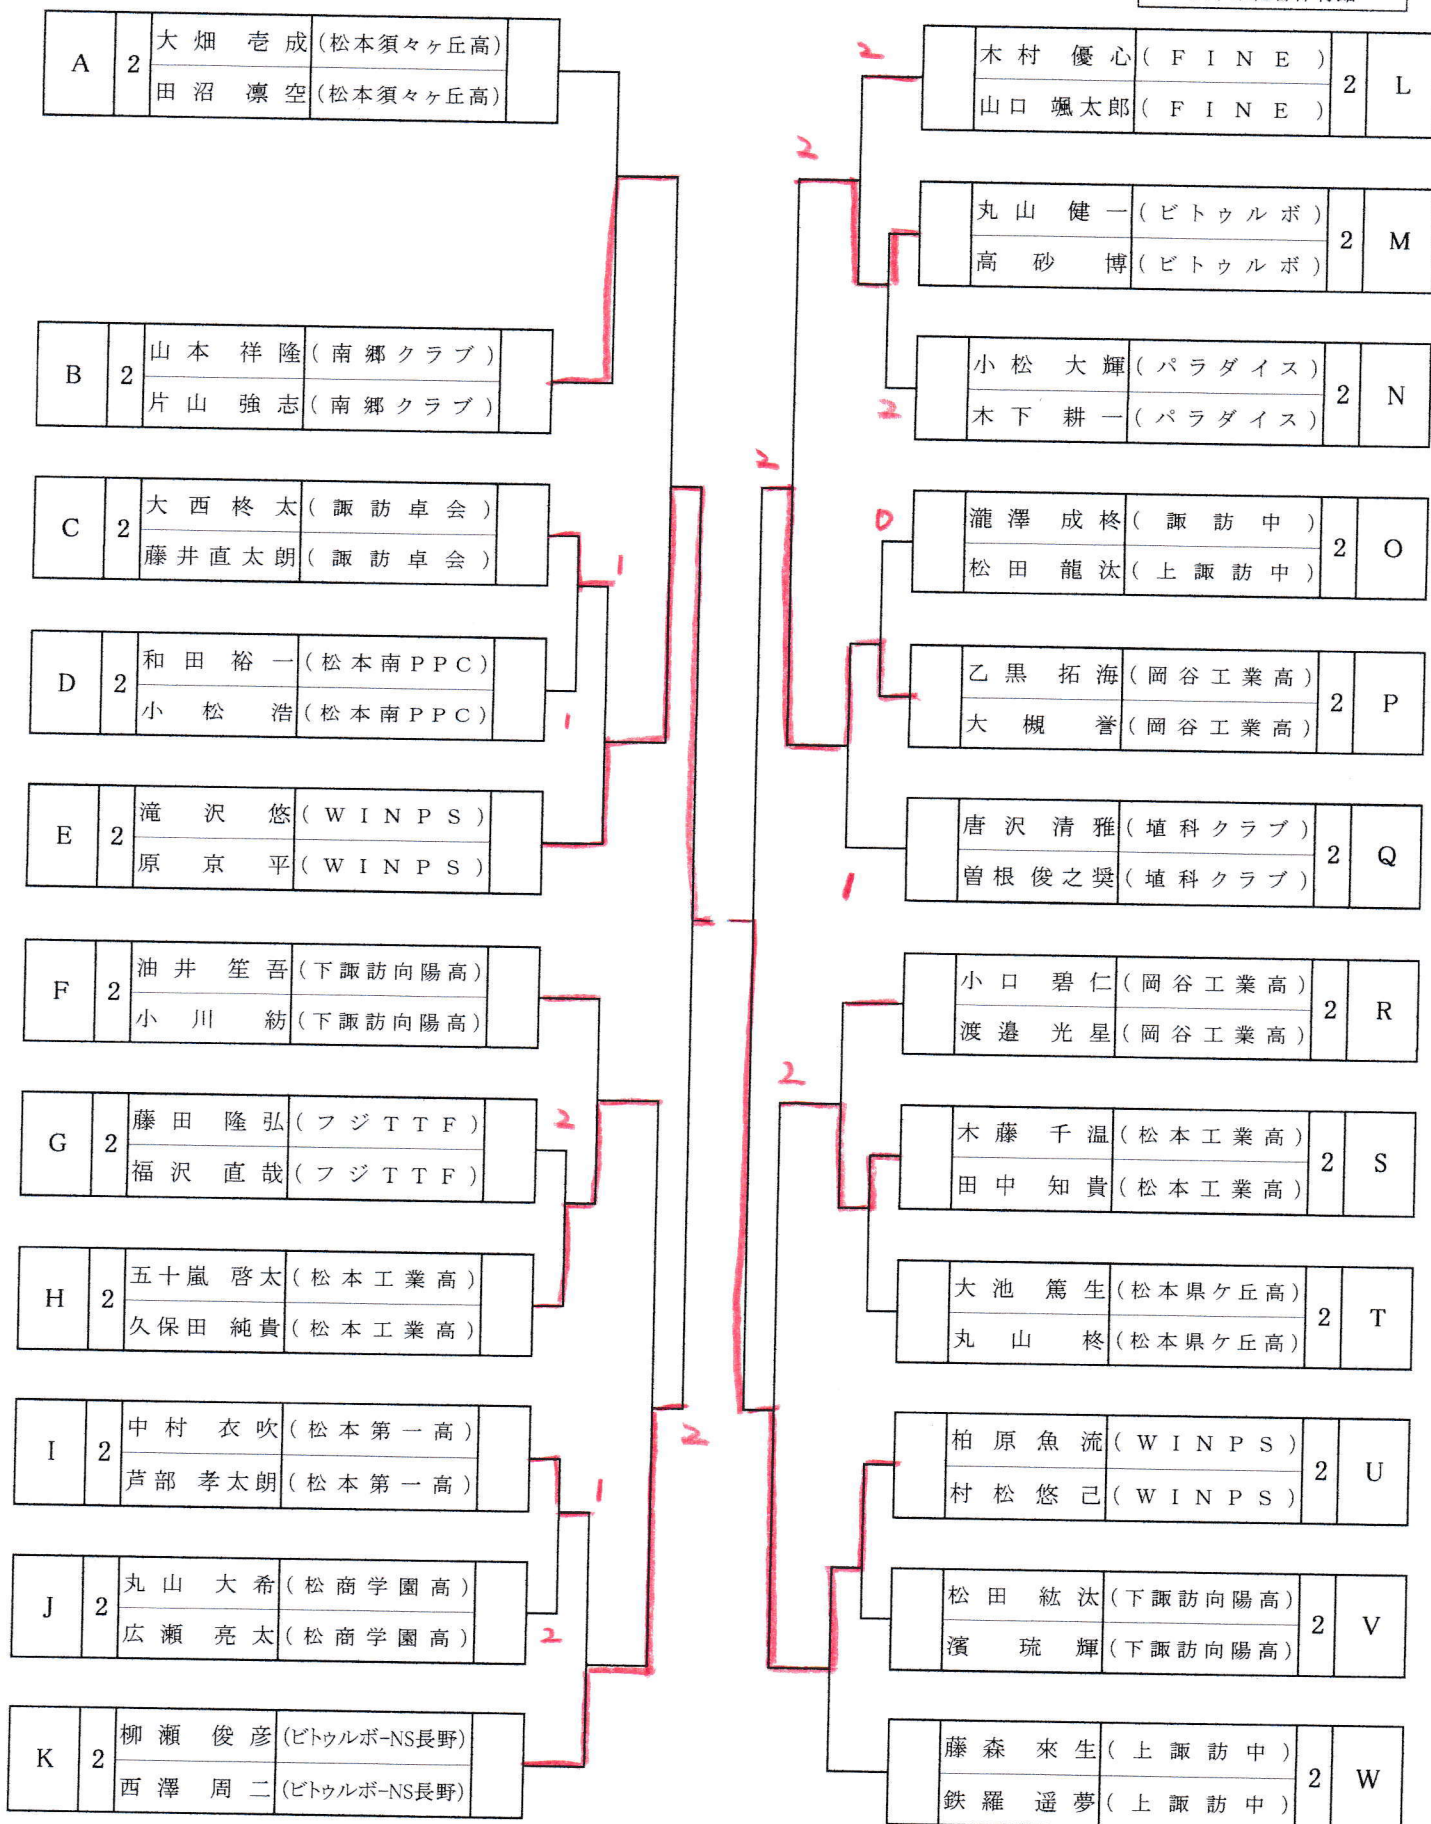 A 2 大畑 壱成 (松本須々ヶ丘高)
田沼 凛空 (松本須々ヶ丘高)
B 2 山本 祥隆 (南郷クラブ)
片山 強志 (南郷クラブ)
C 2 大西柊太 (諏訪卓会)
藤井直太朗 (諏訪卓会)
1
D 2 和田裕一 (松本南PPC)
小松 浩 (松本南PPC)
1
E 2 滝沢 悠 (WINPS)
原 京平 (WINPS)
F 2 油井 笙吾 (下諏訪向陽高)
小川 紡 (下諏訪向陽高)
G 2 藤田 隆弘 (フジTTF)
福沢 直哉 (フジTTF)
2
H 2 五十嵐 啓太 (松本工業高)
久保田 純貴 (松本工業高)
I 2 中村 衣吹 (松本第一高)
芦部 孝太朗 (松本第一高)
2
1
J 2 丸山 大希 (松商学園高)
広瀬 亮太 (松商学園高)
2
K 2 柳瀬 俊彦 (ビトゥルボ-NS長野)
西澤 周二 (ビトゥルボ-NS長野)
2
木村 優心 (FINE) 2 L
山口 颯太郎 (FINE)
2
丸山 健一 (ビトゥルボ) 2 M
高砂 博 (ビトゥルボ)
小松 大輝 (パラダイス) 2 N
木下 耕一 (パラダイス)
2
2
0
瀧澤成柊 (諏訪中) 2 O
松田 龍汰 (上諏訪中)
乙黒 拓海 (岡谷工業高) 2 P
大槻 誉 (岡谷工業高)
唐沢清雅 (埴科クラブ) 2 Q
曽根俊之奨 (埴科クラブ)
1
小口 碧仁 (岡谷工業高) 2 R
渡邉 光星 (岡谷工業高)
2
木藤 千温 (松本工業高) 2 S
田中 知貴 (松本工業高)
大池 篤生 (松本県ケ丘高) 2 T
丸山 柊 (松本県ケ丘高)
柏原魚流 (WINPS) 2 U
村松悠己 (WINPS)
松田 紘汰 (下諏訪向陽高) 2 V
濱 琉輝 (下諏訪向陽高)
藤森來生 (上諏訪中) 2 W
鉄羅 遥夢 (上諏訪中)